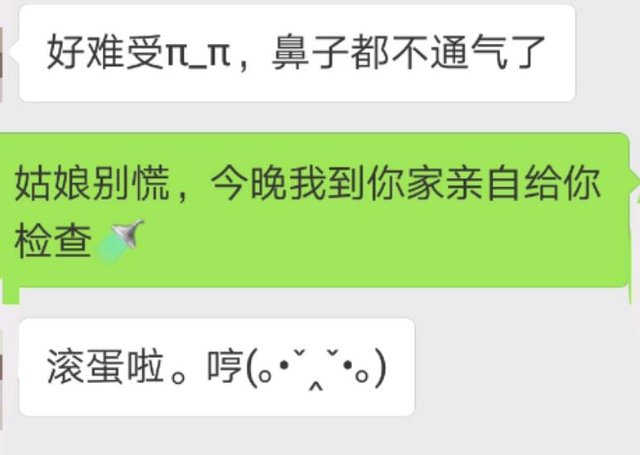 好难受π_π，鼻子都不通气了
姑娘别慌，今晚我到你家亲自给你
检查
滚蛋啦。哼(｡•ˇ‸ˇ•｡)